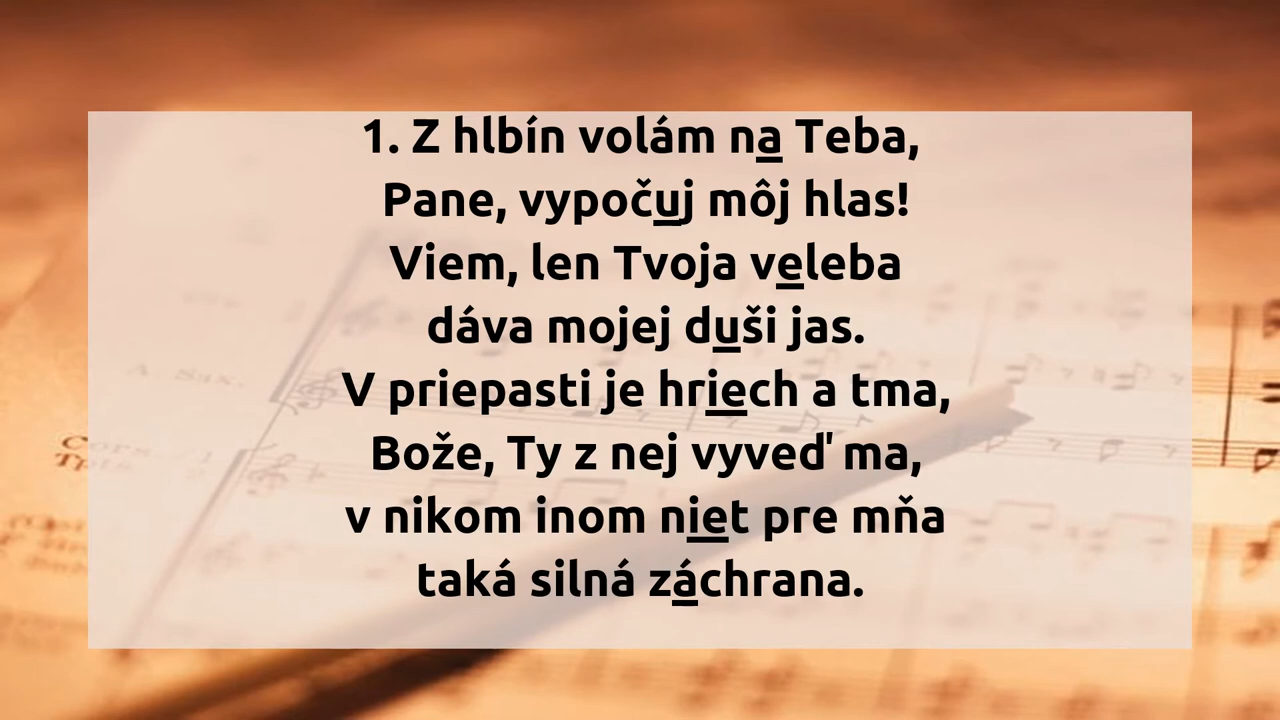 1. Z hlbín volám na Teba,
Pane, vypočuj môj hlas!
Viem, len Tvoja veleba
dáva mojej duši jas.
V priepasti je hriech a tma,
Bože, Ty z nej vyveď ma,
v nikom inom niet pre mňa
taká silná záchrana.
A. Sax.